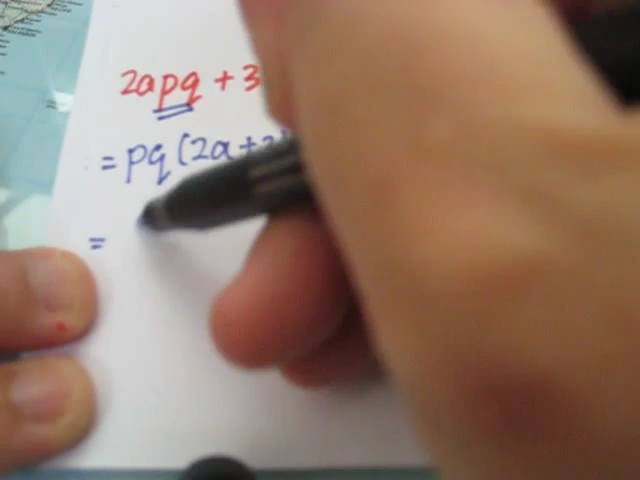 2apq + 3
= pq (2a +
=